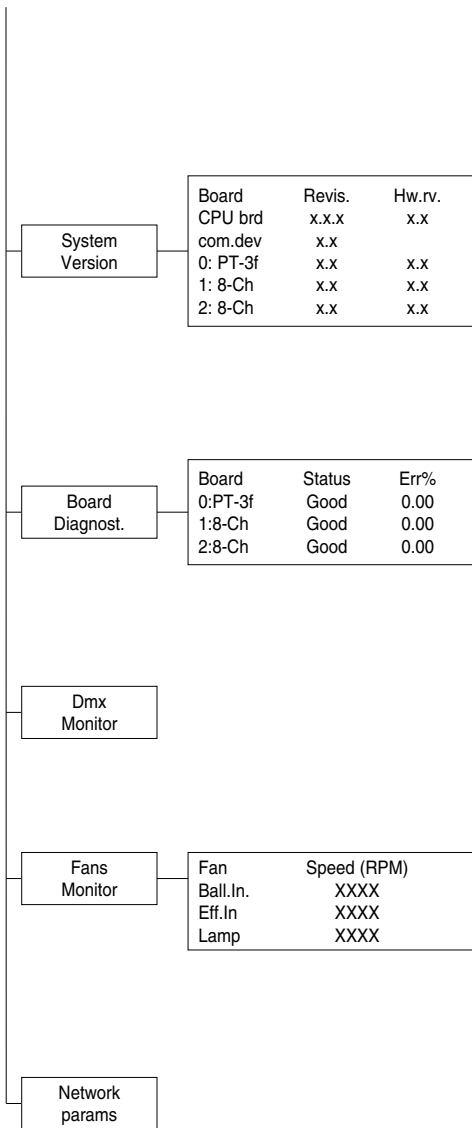 System
Version
Board Revis. Hw.rv.
CPU brd x.x.x x.x
com.dev x.x
0: PT-3f x.x x.x
1: 8-Ch x.x x.x
2: 8-Ch x.x x.x
Board
Diagnost.
Board Status Err%
0:PT-3f Good 0.00
1:8-Ch Good 0.00
2:8-Ch Good 0.00
Dmx
Monitor
Fans
Monitor
Fan Speed (RPM)
Ball.In. XXXX
Eff.In XXXX
Lamp XXXX
Network
params